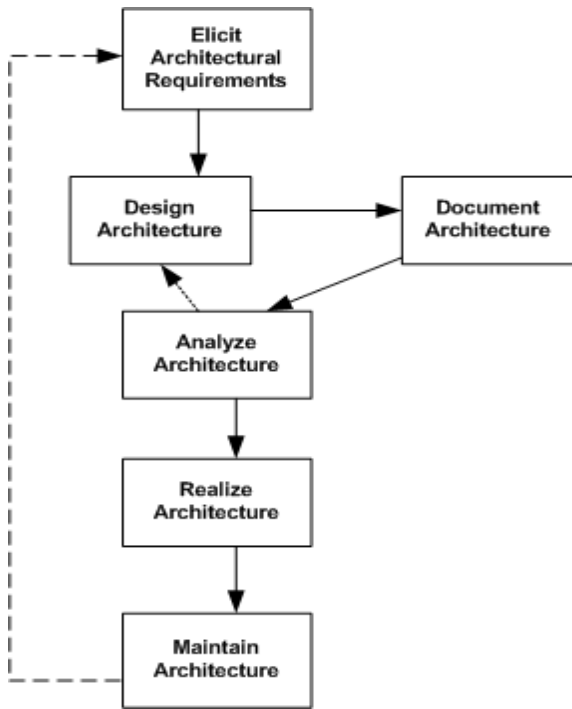 Elicit
Architectural
Requirements
Design
Architecture
Document
Architecture
Analyze
Architecture
Realize
Architecture
Maintain
Architecture